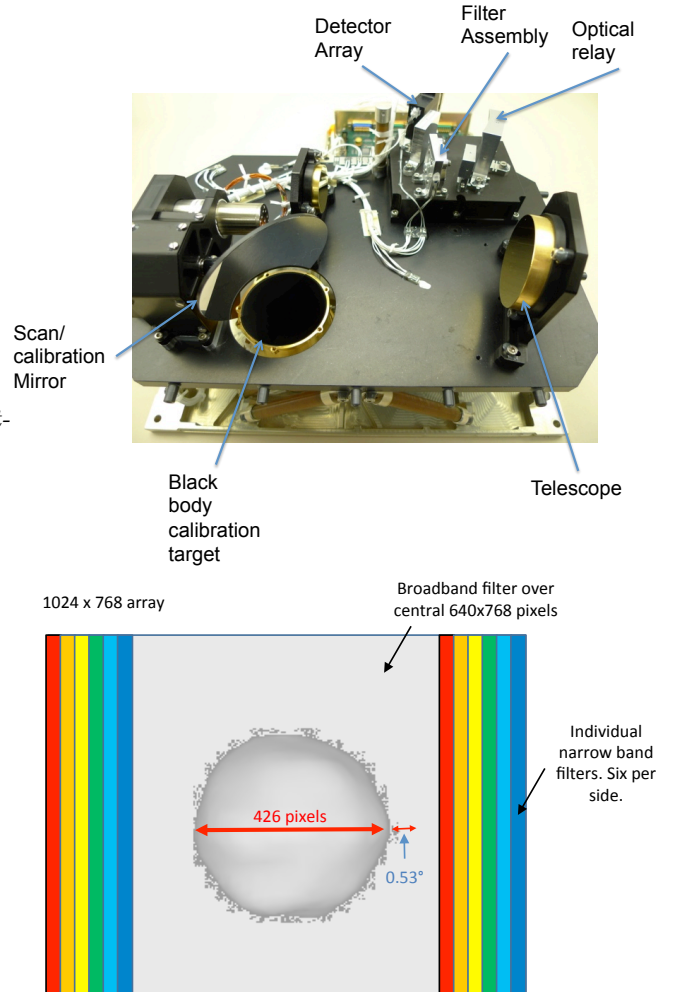 Detector
Array
Filter
Assembly
Optical
relay
Scan/
calibration
Mirror
Black
body
calibration
target
Telescope
1024 x 768 array
Broadband filter over
central 640x768 pixels
Individual
narrow band
filters. Six per
side.
426 pixels
0.53°